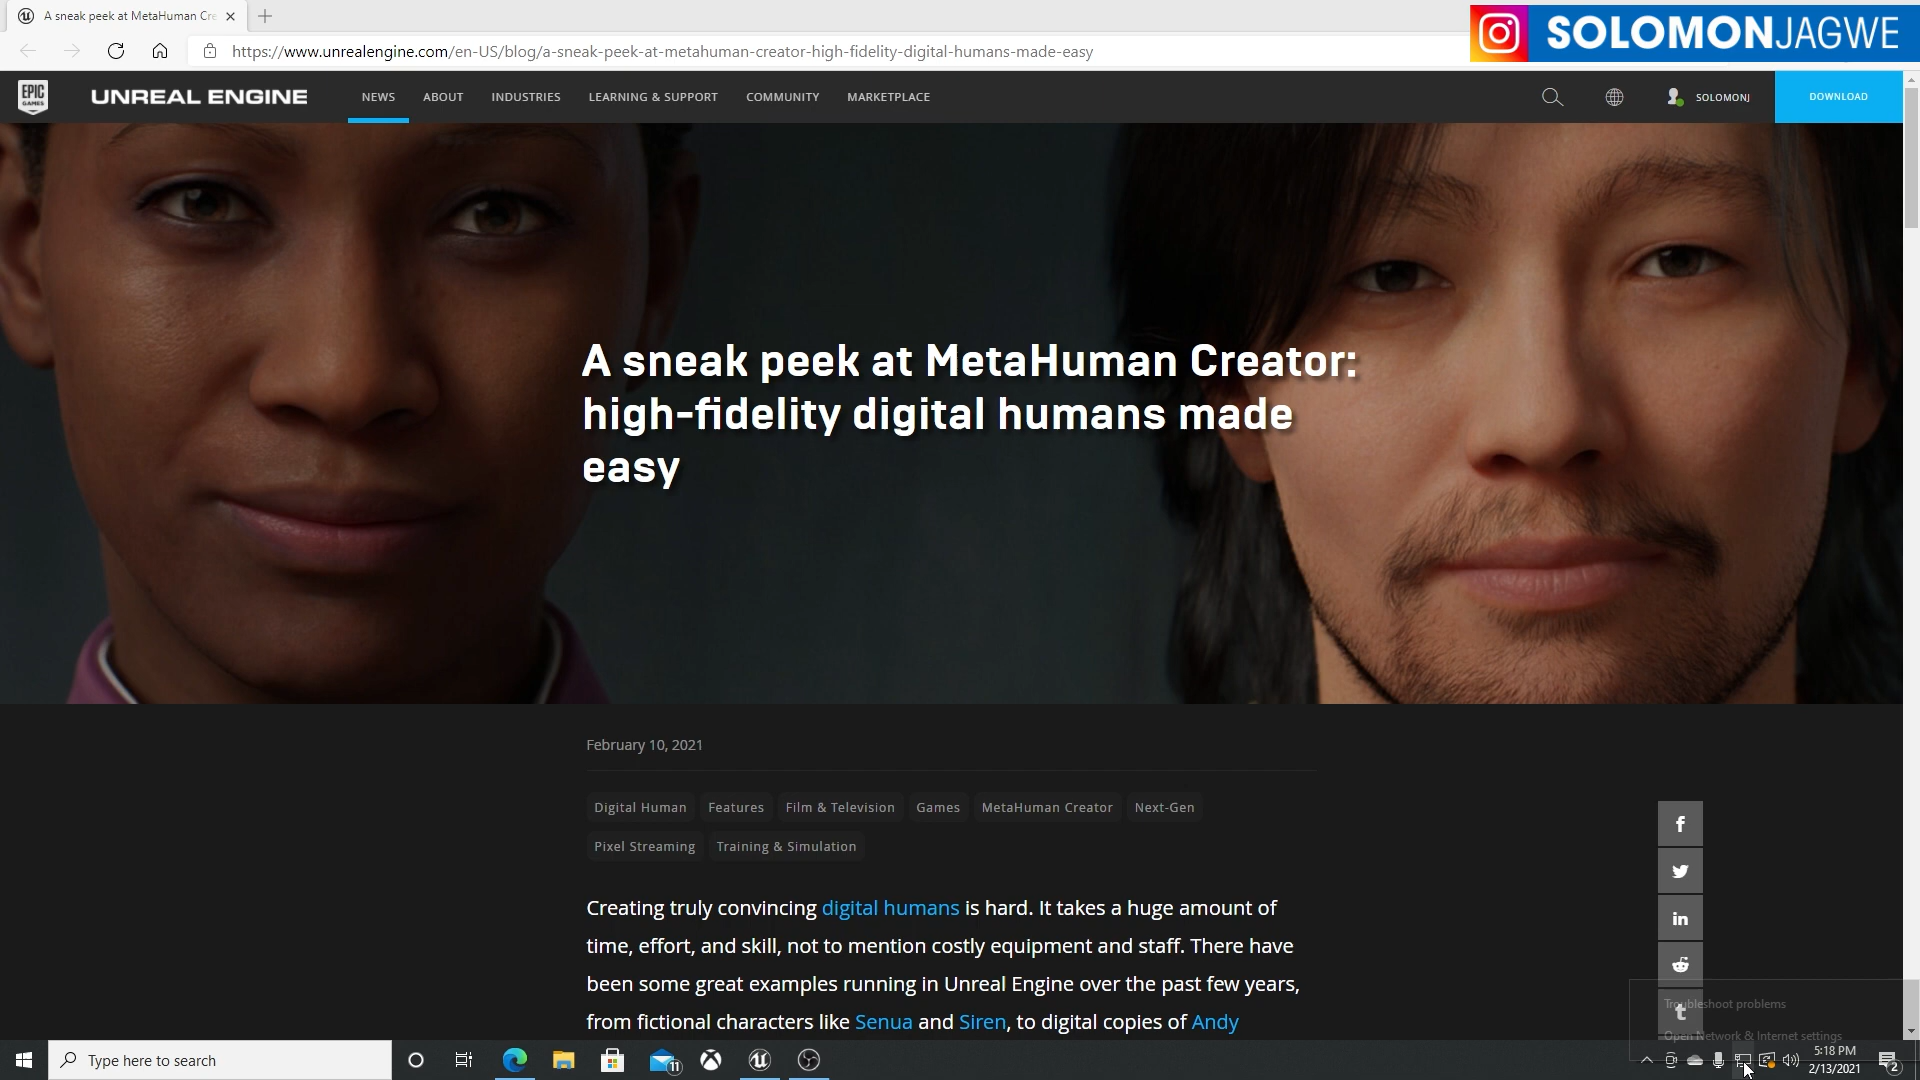 A sneak peek at MetaHuman Cre
SOLOMONJAGWE
https://www.unrealengine.com/en-US/blog/a-sneak-peek-at-metahuman-creator-high-fidelity-digital-humans-made-easy
EPIC GAMES
UNREAL ENGINE
NEWS
ABOUT
INDUSTRIES
LEARNING & SUPPORT
COMMUNITY
MARKETPLACE
SOLOMONJ
DOWNLOAD
A sneak peek at MetaHuman Creator:
high-fidelity digital humans made
easy
February 10, 2021
Digital Human
Features
Film & Television
Games
MetaHuman Creator
Next-Gen
Pixel Streaming
Training & Simulation
Creating truly convincing digital humans is hard. It takes a huge amount of
time, effort, and skill, not to mention costly equipment and staff. There have
been some great examples running in Unreal Engine over the past few years,
from fictional characters like Senua and Siren, to digital copies of Andy
Troubleshoot problems
Open Network & Internet settings
Type here to search
11
5:18 PM
2/13/2021
2